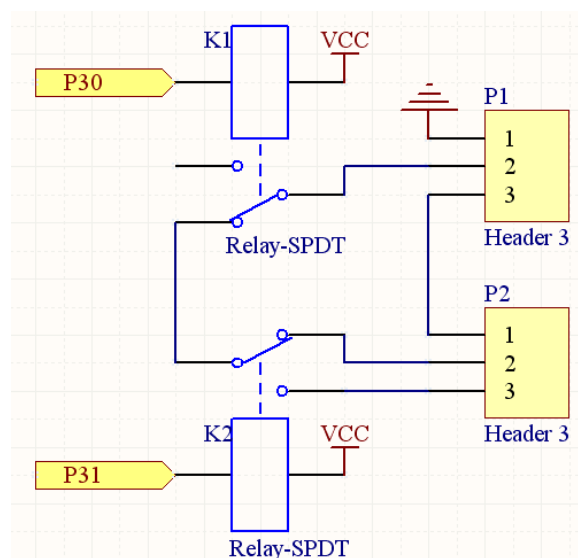 K1
VCC
P30
P1
1
2
3
Relay-SPDT
Header 3
P2
1
2
3
K2
VCC
Header 3
P31
Relay-SPDT